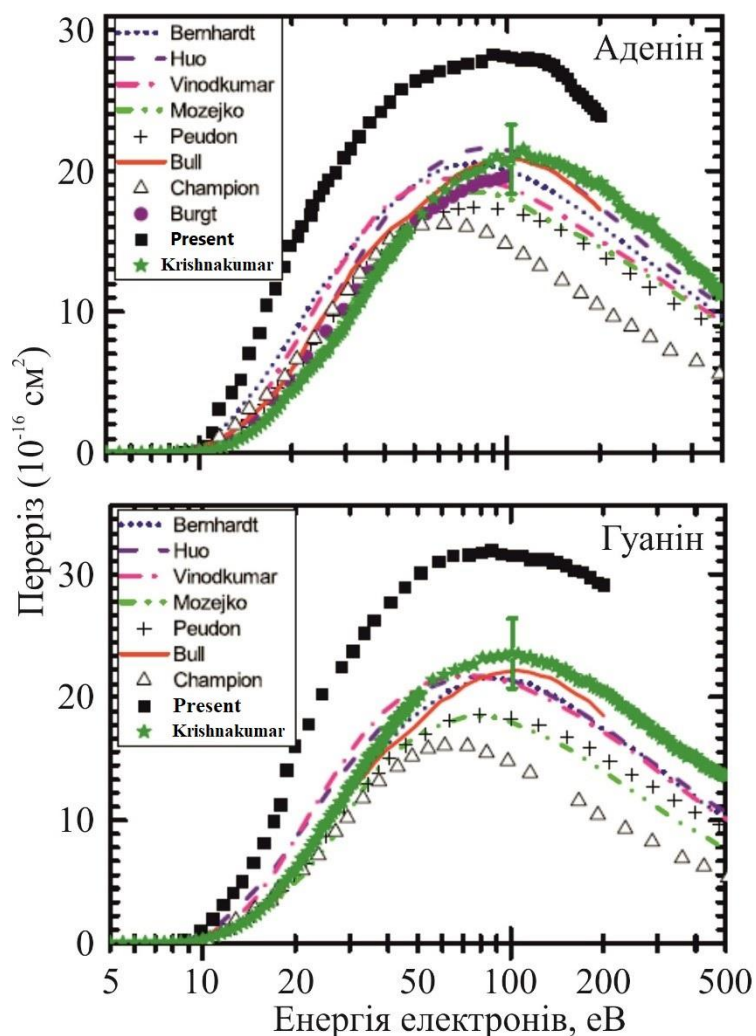 30
Bernhardt
Huo
Vinodkumar
Mozejko
Peudon
Bull
Champion
Burgt
Present
Krishnakumar
Аденін
20
10
0
Переріз (10⁻¹⁶ см²)
Bernhardt
Huo
Vinodkumar
Mozejko
Peudon
Bull
Champion
Present
Krishnakumar
Гуанін
30
20
10
0
5 10 20 50 100 200 500
Енергія електронів, еВ